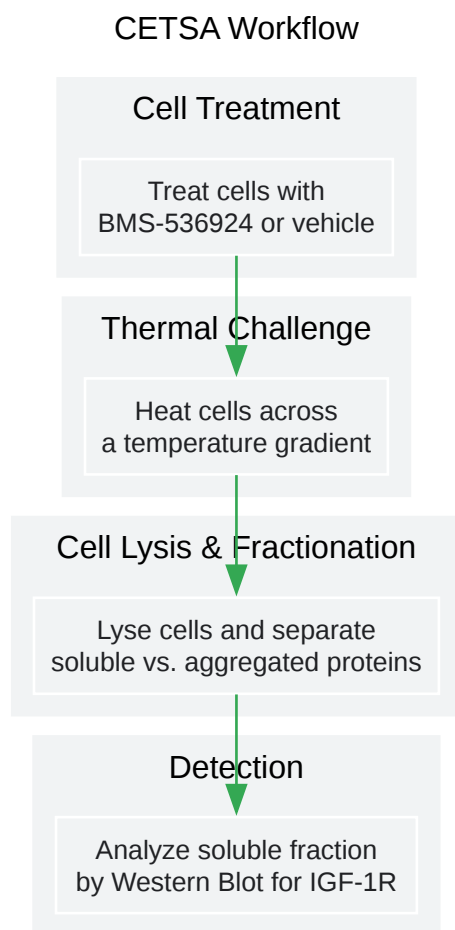 CETSA Workflow
Cell Treatment
Treat cells with
BMS-536924 or vehicle
Thermal Challenge
Heat cells across
a temperature gradient
Cell Lysis & Fractionation
Lyse cells and separate
soluble vs. aggregated proteins
Detection
Analyze soluble fraction
by Western Blot for IGF-1R